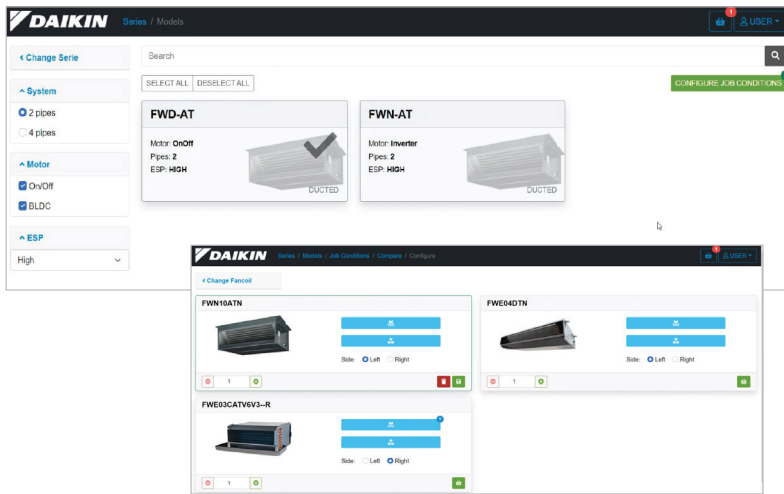 DAIKIN Series / Models 1 USER
Change Serie Search
SELECT ALL DESELECT ALL CONFIGURE JOB CONDITIONS
System
2 pipes
4 pipes
FWD-AT
Motor: OnOff
Pipes: 2
ESP: HIGH
DUCTED
FWN-AT
Motor: Inverter
Pipes: 2
ESP: HIGH
DUCTED
Motor
On/Off
BLDC
ESP
High
DAIKIN Series / Models / Job Conditions / Compare / Configure USER
Change Fancoil
FWN10ATN
Side: Left Right
1
FWE04DTN
Side: Left Right
1
FWE03CATV6V3--R
Side: Left Right
1